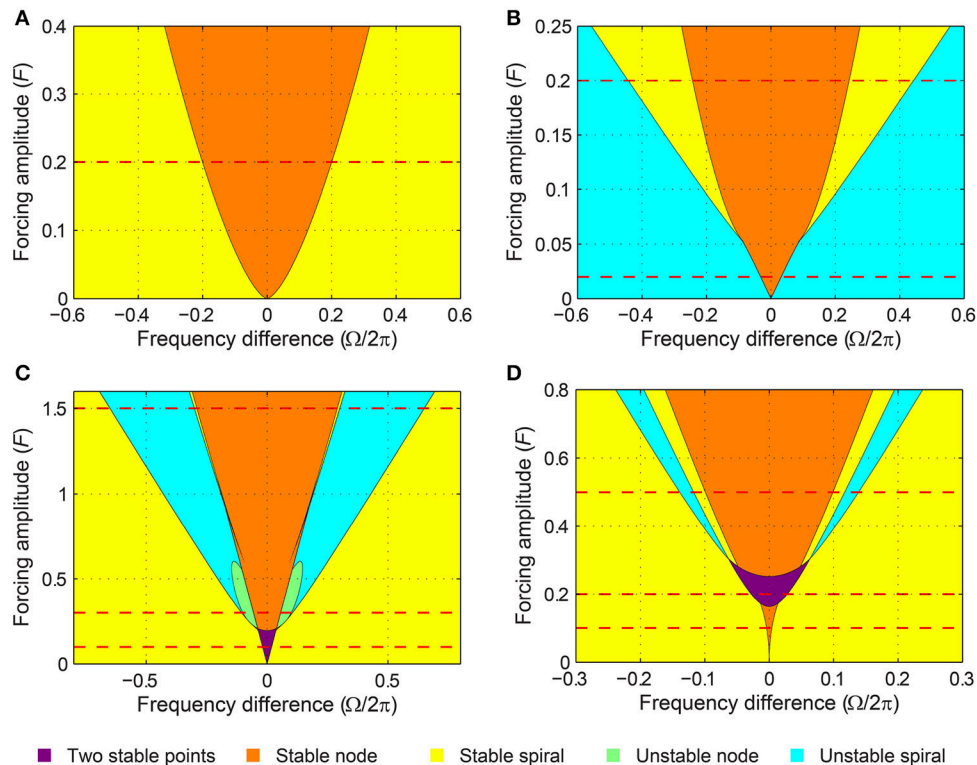 A
Forcing amplitude (F)
0.4
0.3
0.2
0.1
0
−0.6 −0.4 −0.2 0 0.2 0.4 0.6
Frequency difference (Ω/2π)
B
Forcing amplitude (F)
0.25
0.2
0.15
0.1
0.05
0
−0.6 −0.4 −0.2 0 0.2 0.4 0.6
Frequency difference (Ω/2π)
C
Forcing amplitude (F)
1.5
1
0.5
0
−0.5 0 0.5
Frequency difference (Ω/2π)
D
Forcing amplitude (F)
0.8
0.6
0.4
0.2
0
−0.3 −0.2 −0.1 0 0.1 0.2 0.3
Frequency difference (Ω/2π)
Two stable points Stable node Stable spiral Unstable node Unstable spiral